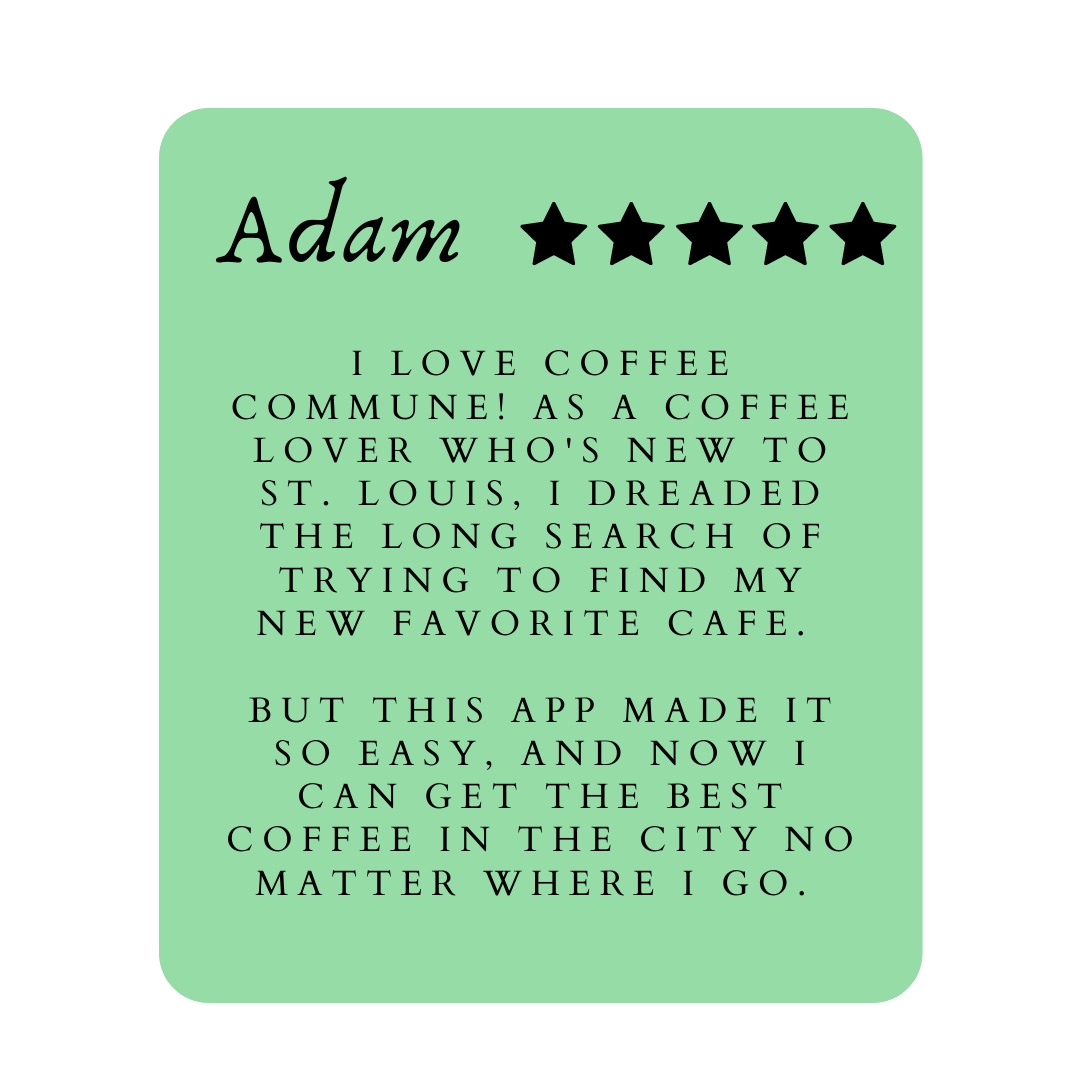 Adam
I LOVE COFFEE
COMMUNE! AS A COFFEE
LOVER WHO'S NEW TO
ST. LOUIS, I DREADED
THE LONG SEARCH OF
TRYING TO FIND MY
NEW FAVORITE CAFE.
BUT THIS APP MADE IT
SO EASY, AND NOW I
CAN GET THE BEST
COFFEE IN THE CITY NO
MATTER WHERE I GO.